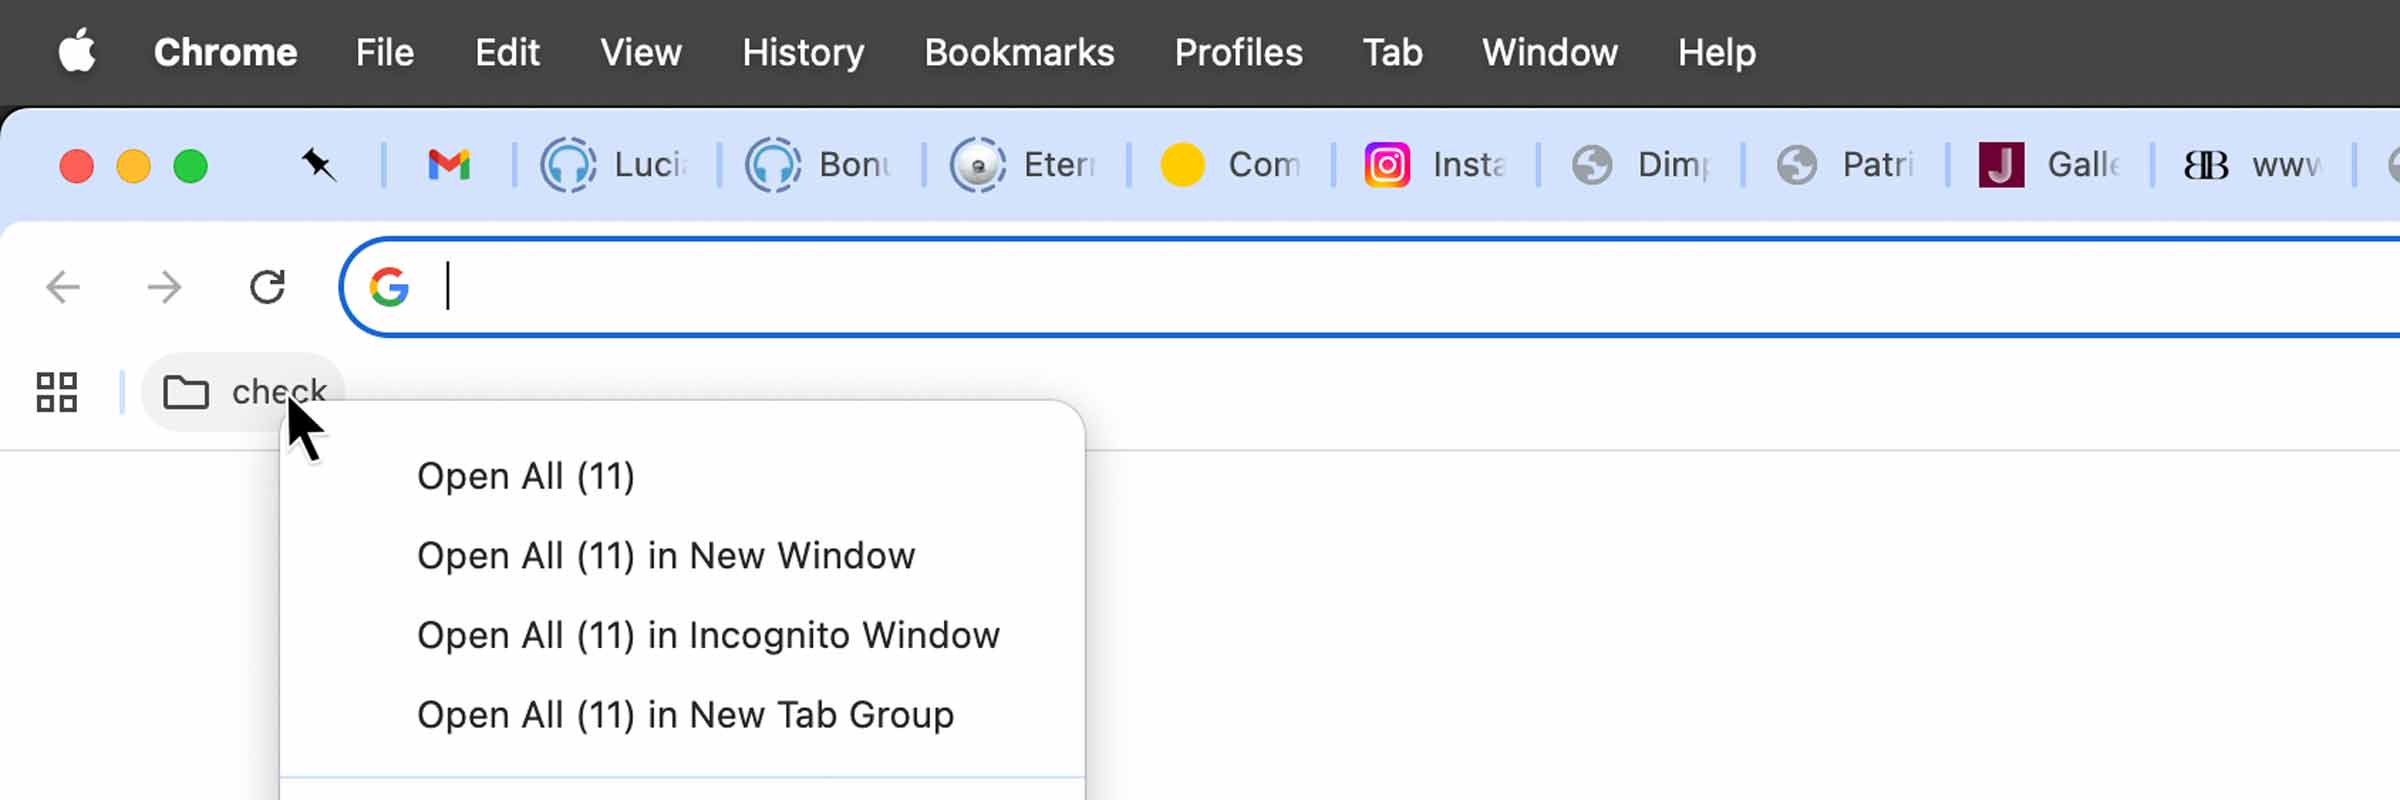 Chrome File Edit View History Bookmarks Profiles Tab Window Help
Luci Bon Eter Com Insta Dim Patri Galle www
check
Open All (11)
Open All (11) in New Window
Open All (11) in Incognito Window
Open All (11) in New Tab Group